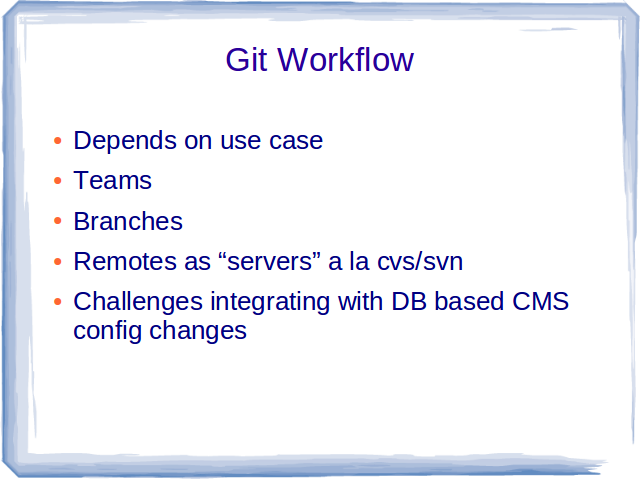 Git Workflow
• Depends on use case
• Teams
• Branches
• Remotes as “servers” a la cvs/svn
• Challenges integrating with DB based CMS
config changes